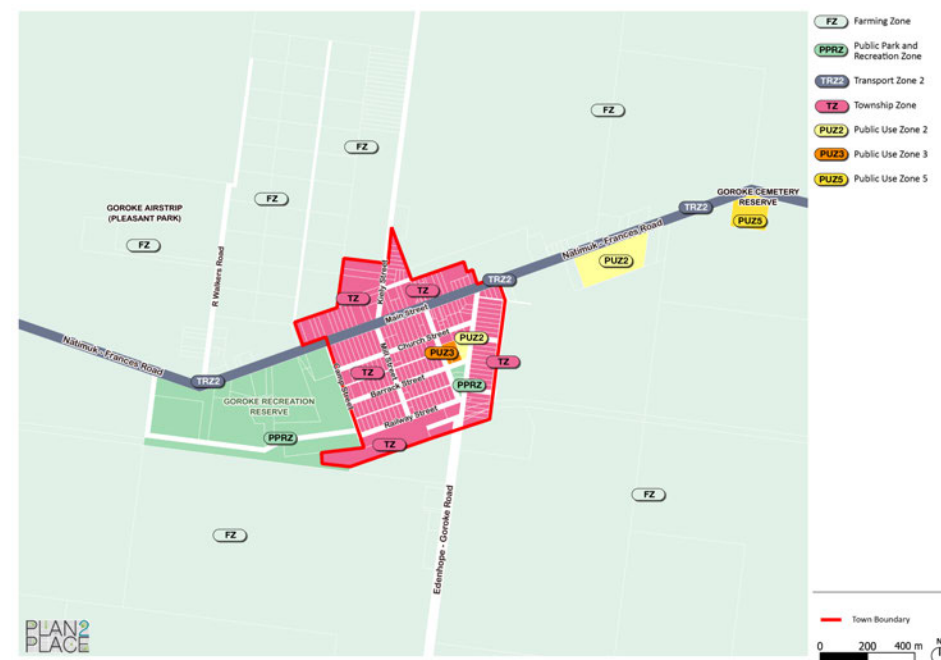 FZ Farming Zone
PPRZ Public Park and
Recreation Zone
TRZ2 Transport Zone 2
TZ Township Zone
PUZ2 Public Use Zone 2
PUZ3 Public Use Zone 3
PUZ5 Public Use Zone 5
FZ
FZ
FZ
GOROKE AIRSTRIP
(PLEASANT PARK)
FZ
R Walkers Road
GOROKE CEMETERY
RESERVE
TRZ2
PUZ5
Natimuk - Frances Road
PUZ2
TRZ2
Kiely Street
TZ
TZ
Main Street
Church Street
PUZ2
PUZ3
Mill Street
TZ
TZ
Natimuk - Frances Road
TRZ2
Camp Street
Barrack Street
PPRZ
GOROKE RECREATION
RESERVE
Railway Street
PPRZ
TZ
FZ
Edenhope - Goroke Road
FZ
PLAN2
PLACE
Town Boundary
0 200 400 m
N